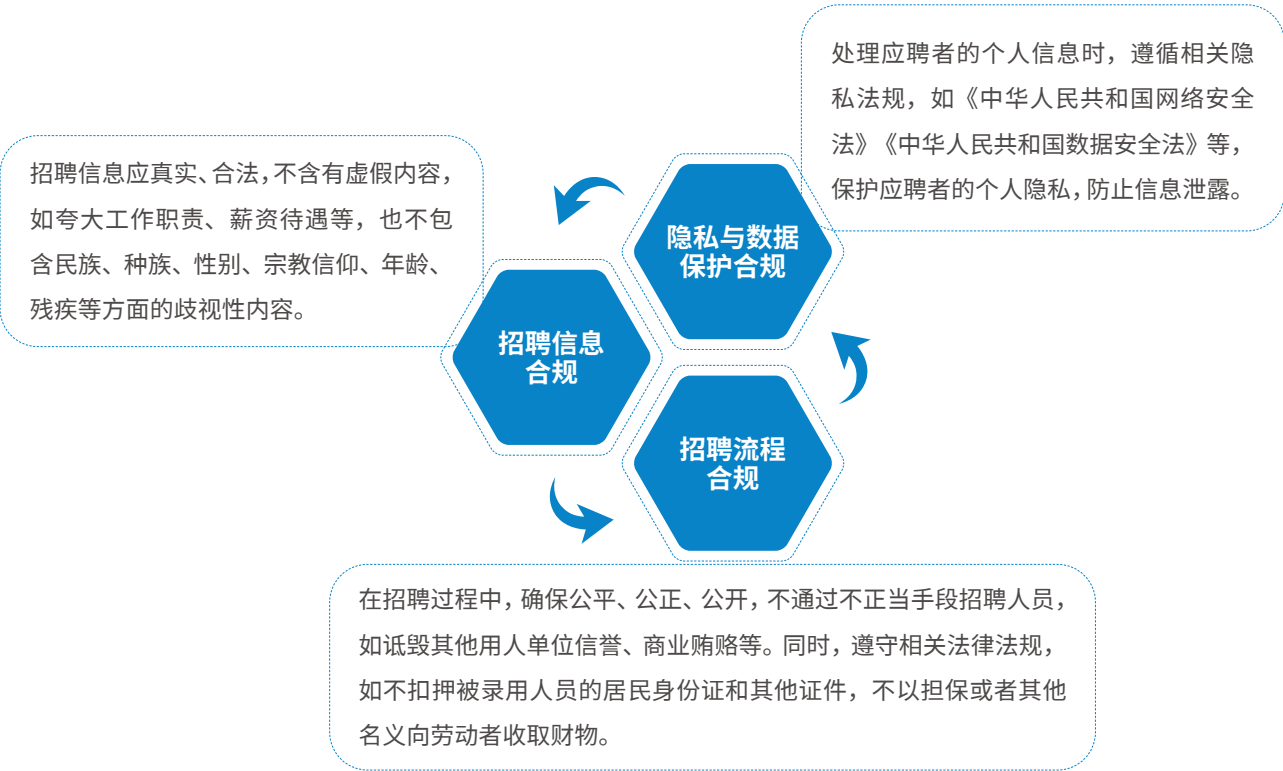 处理应聘者的个人信息时，遵循相关隐
私法规，如《中华人民共和国网络安全
法》《中华人民共和国数据安全法》等，
保护应聘者的个人隐私，防止信息泄露。
招聘信息应真实、合法，不含有虚假内容，
如夸大工作职责、薪资待遇等，也不包
含民族、种族、性别、宗教信仰、年龄、
残疾等方面的歧视性内容。
隐私与数据
保护合规
招聘信息
合规
招聘流程
合规
在招聘过程中，确保公平、公正、公开，不通过不正当手段招聘人员，
如诋毁其他用人单位信誉、商业贿赂等。同时，遵守相关法律法规，
如不扣押被录用人员的居民身份证和其他证件，不以担保或者其他
名义向劳动者收取财物。